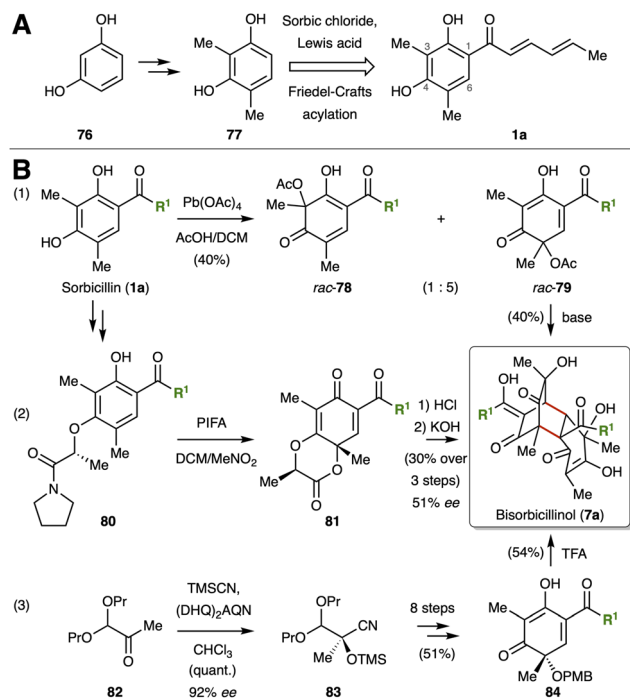 A
OH
HO
76
OH
Me
HO
Me
77
Sorbic chloride,
Lewis acid
Friedel-Crafts
acylation
OH
O
Me
3
1
HO
4
6
Me
Me
1a
B
(1)
OH
O
Me
R¹
HO
Me
Sorbicillin (1a)
Pb(OAc)₄
AcOH/DCM
(40%)
OH
O
AcO
Me
R¹
O
Me
rac-78
+
(1 : 5)
OH
O
Me
R¹
O
Me
OAc
rac-79
(40%)
base
(2)
OH
O
Me
R¹
O
Me
Me
O
N
80
PIFA
DCM/MeNO₂
O
O
Me
R¹
O
O
Me
Me
O
81
1) HCl
2) KOH
(30% over
3 steps)
51% ee
Me
OH
OH
O
O
OH
R¹
R¹
O
Me
Me
O
OH
Me
Bisorbicillinol (7a)
(54%)
TFA
(3)
OPr
PrO
Me
O
82
TMSCN,
(DHQ)₂AQN
CHCl₃
(quant.)
92% ee
OPr
PrO
CN
Me
OTMS
83
8 steps
(51%)
OH
O
Me
R¹
O
Me
OPMB
84